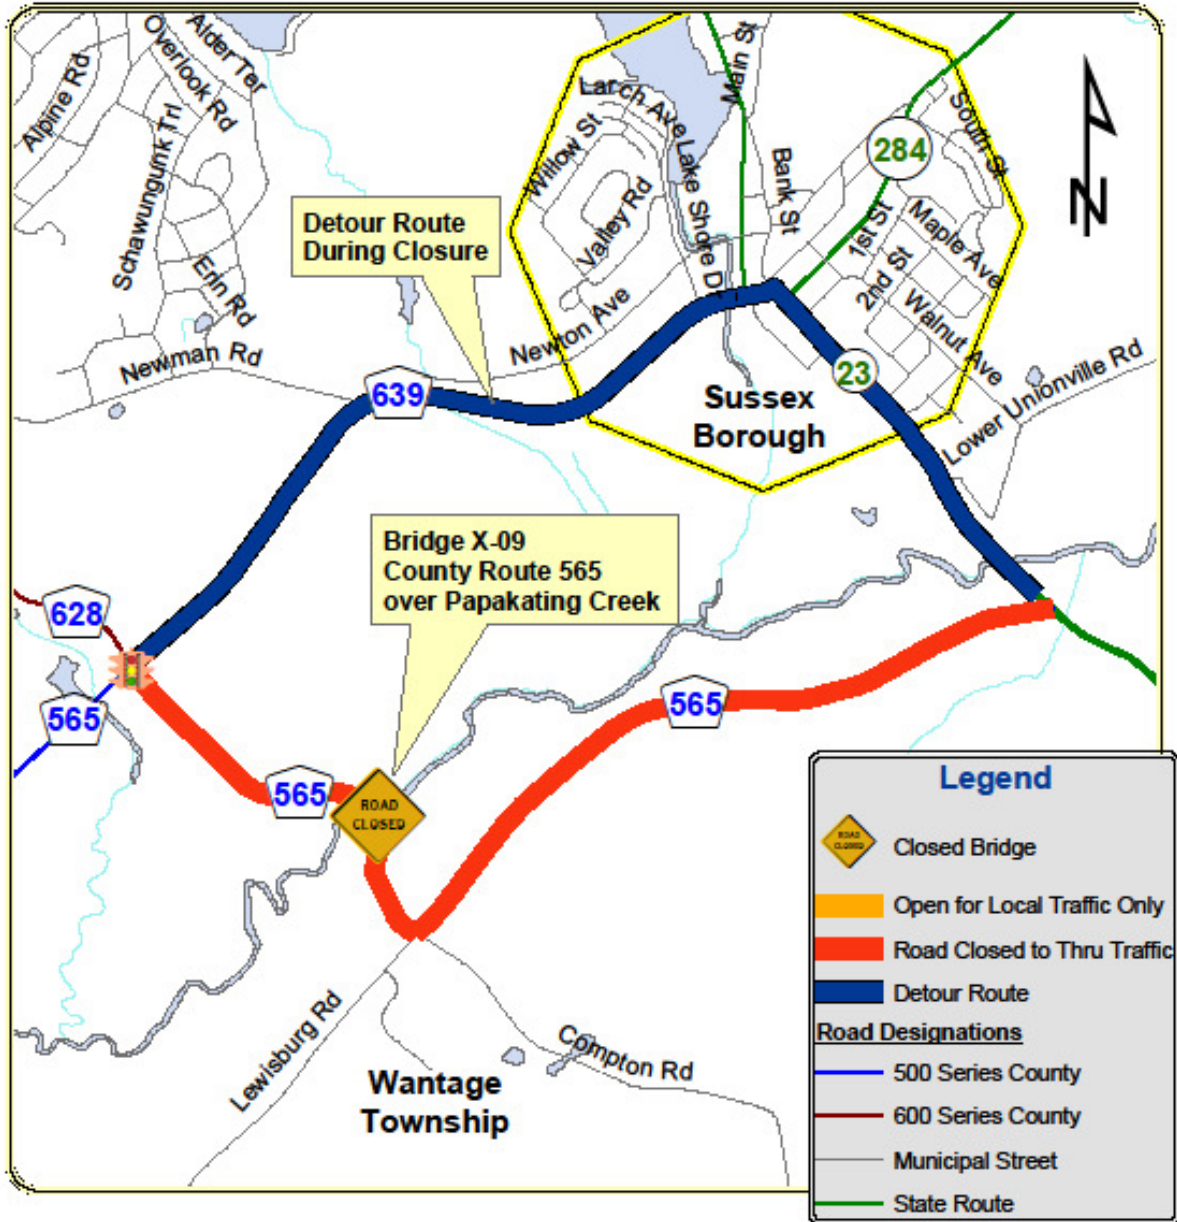 Alpine Rd
Overlook Rd
Alder Ter
Schawungunk Trl
Erin Rd
Newman Rd
Larch Ave
Willow St
Valley Rd
Lake Shore D
Main St
Bank St
284
South St
1st St
2nd St
Maple Ave
Walnut Ave
Newton Ave
N
Detour Route
During Closure
639
23
Sussex
Borough
Lower Unionville Rd
Bridge X-09
County Route 565
over Papakating Creek
628
565
565
565
ROAD
CLOSED
Lewisburg Rd
Compton Rd
Wantage
Township
Legend
ROAD
CLOSED
Closed Bridge
Open for Local Traffic Only
Road Closed to Thru Traffic
Detour Route
Road Designations
500 Series County
600 Series County
Municipal Street
State Route